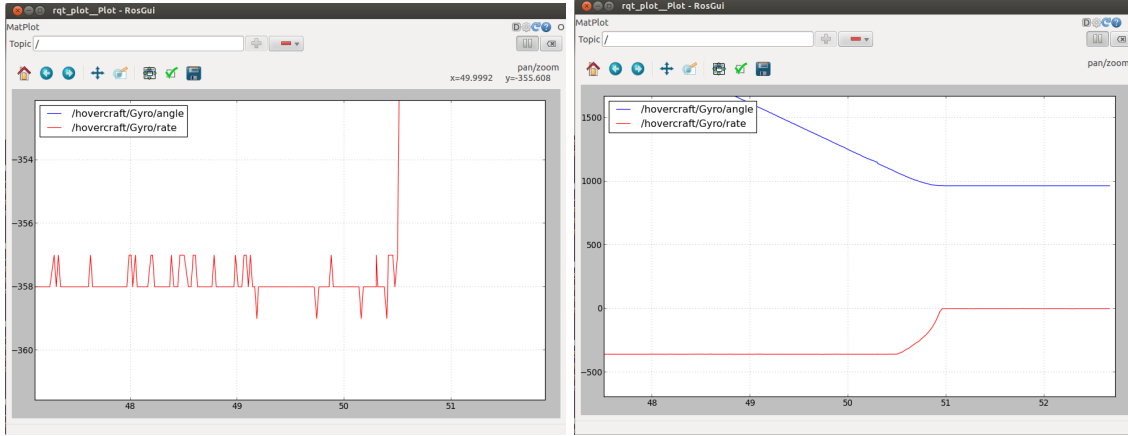 rqt_plot__Plot - RosGui
MatPlot
D
O
Topic /
pan/zoom
x=49.9992 y=-355.608
/hovercraft/Gyro/angle
/hovercraft/Gyro/rate
−354
−356
−358
−360
48 49 50 51
rqt_plot__Plot - RosGui
MatPlot
D
Topic /
pan/zoom
/hovercraft/Gyro/angle
/hovercraft/Gyro/rate
1500
1000
500
0
−500
48 49 50 51 52